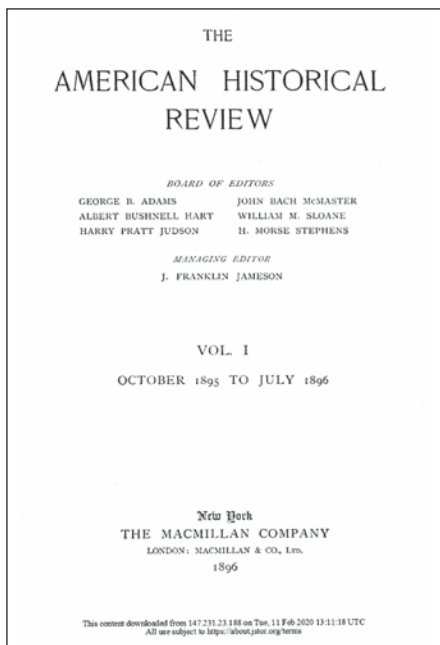 THE
AMERICAN HISTORICAL
REVIEW
BOARD OF EDITORS
GEORGE B. ADAMS JOHN BACH McMASTER
ALBERT BUSHNELL HART WILLIAM M. SLOANE
HARRY PRATT JUDSON H. MORSE STEPHENS
MANAGING EDITOR
J. FRANKLIN JAMESON
VOL. I
OCTOBER 1895 TO JULY 1896
New York
THE MACMILLAN COMPANY
LONDON: MACMILLAN & CO., LTD.
1896
This content downloaded from 147.231.23.188 on Tue, 11 Feb 2020 13:11:18 UTC
All use subject to https://about.jstor.org/terms